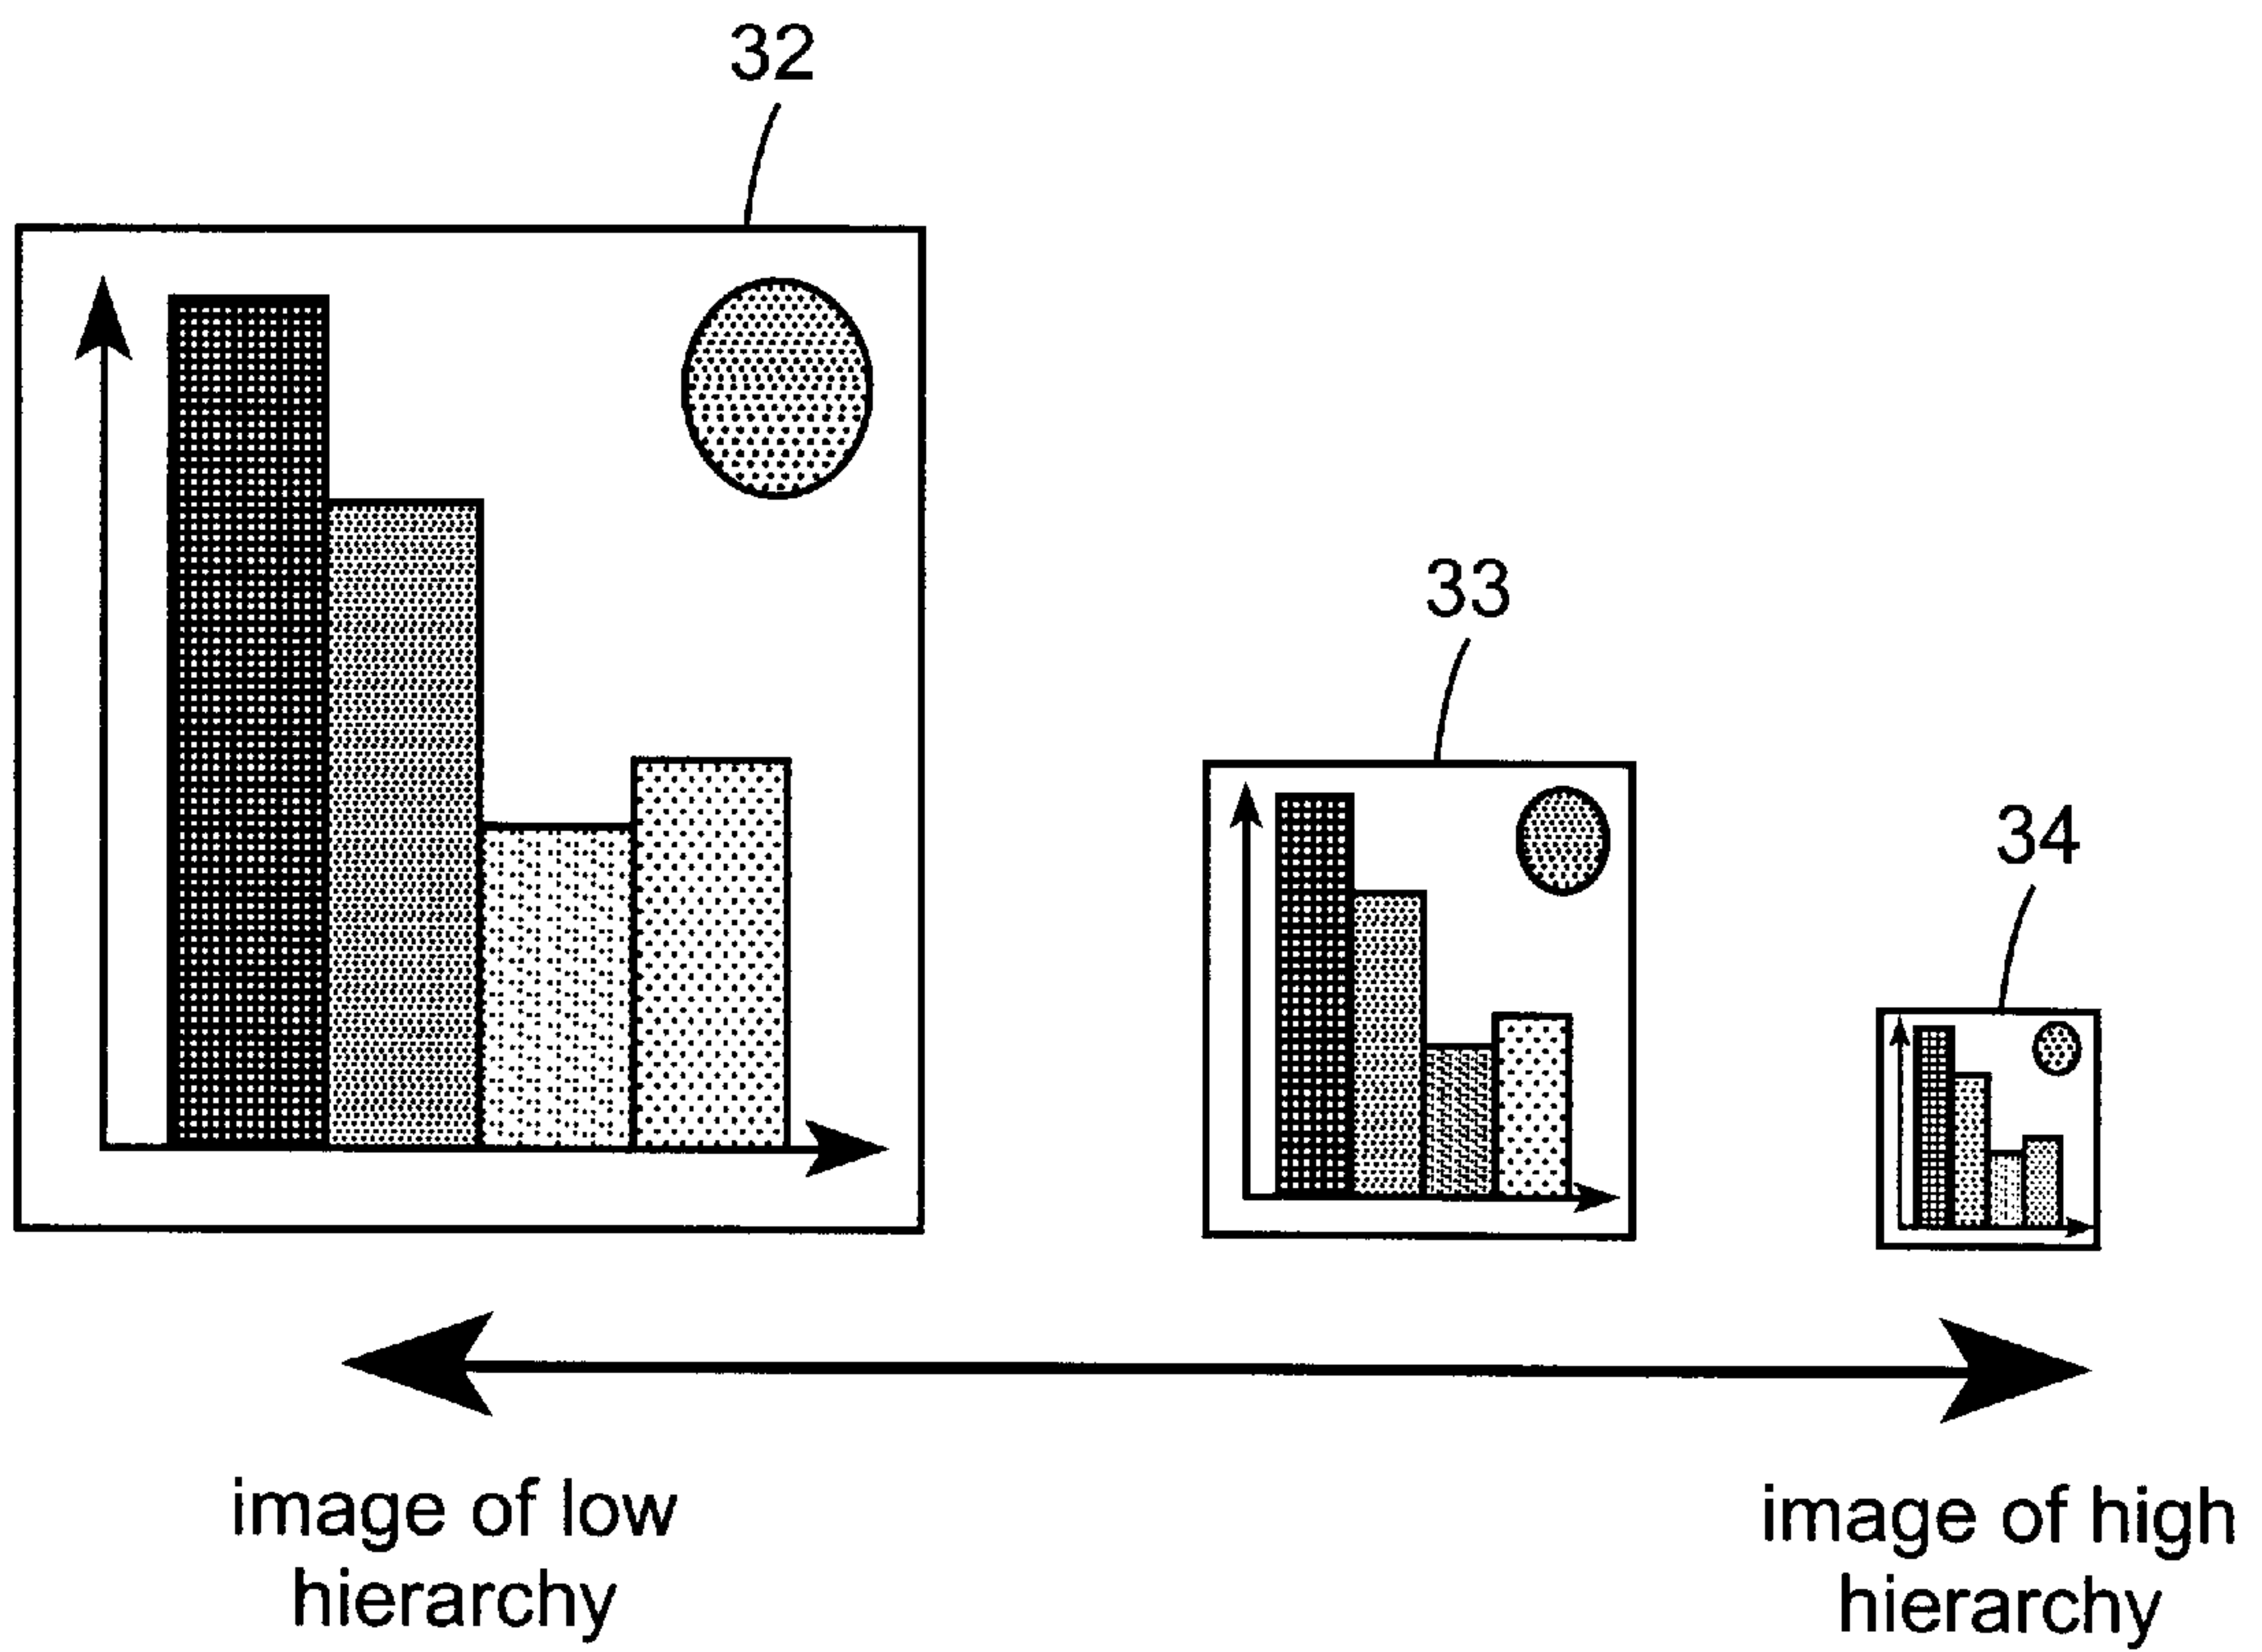 32
33
34
image of low
hierarchy
image of high
hierarchy